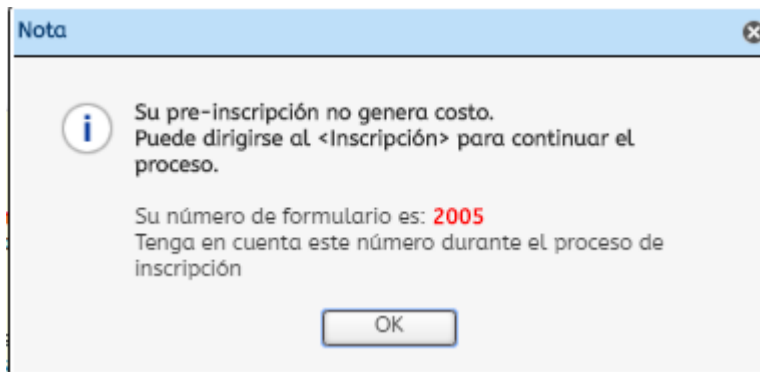 Nota
Su pre-inscripción no genera costo.
Puede dirigirse al <Inscripción> para continuar el
proceso.
Su número de formulario es: 2005
Tenga en cuenta este número durante el proceso de
inscripción
OK